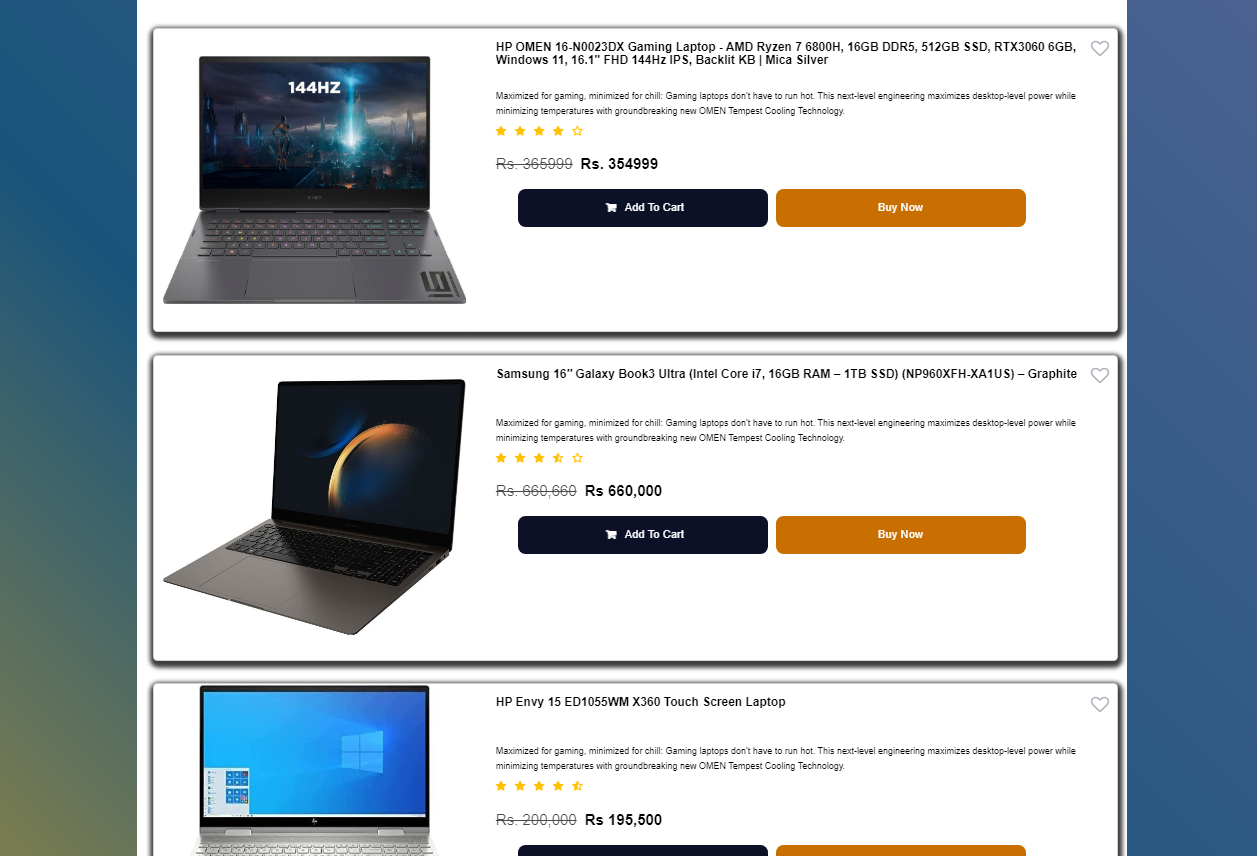 HP OMEN 16-N0023DX Gaming Laptop - AMD Ryzen 7 6800H, 16GB DDR5, 512GB SSD, RTX3060 6GB,
Windows 11, 16.1" FHD 144Hz IPS, Backlit KB | Mica Silver
144HZ
Maximized for gaming, minimized for chill: Gaming laptops don't have to run hot. This next-level engineering maximizes desktop-level power while
minimizing temperatures with groundbreaking new OMEN Tempest Cooling Technology.
Rs. 365999 Rs. 354999
Add To Cart
Buy Now
Samsung 16″ Galaxy Book3 Ultra (Intel Core i7, 16GB RAM – 1TB SSD) (NP960XFH-XA1US) – Graphite
Maximized for gaming, minimized for chill: Gaming laptops don't have to run hot. This next-level engineering maximizes desktop-level power while
minimizing temperatures with groundbreaking new OMEN Tempest Cooling Technology.
Rs. 660,660 Rs 660,000
Add To Cart
Buy Now
HP Envy 15 ED1055WM X360 Touch Screen Laptop
Maximized for gaming, minimized for chill: Gaming laptops don't have to run hot. This next-level engineering maximizes desktop-level power while
minimizing temperatures with groundbreaking new OMEN Tempest Cooling Technology.
Rs. 200,000 Rs 195,500